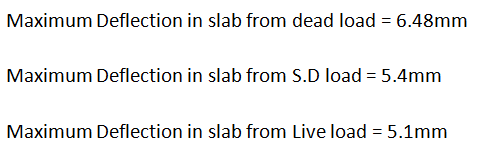 Maximum Deflection in slab from dead load = 6.48mm
Maximum Deflection in slab from S.D load = 5.4mm
Maximum Deflection in slab from Live load = 5.1mm